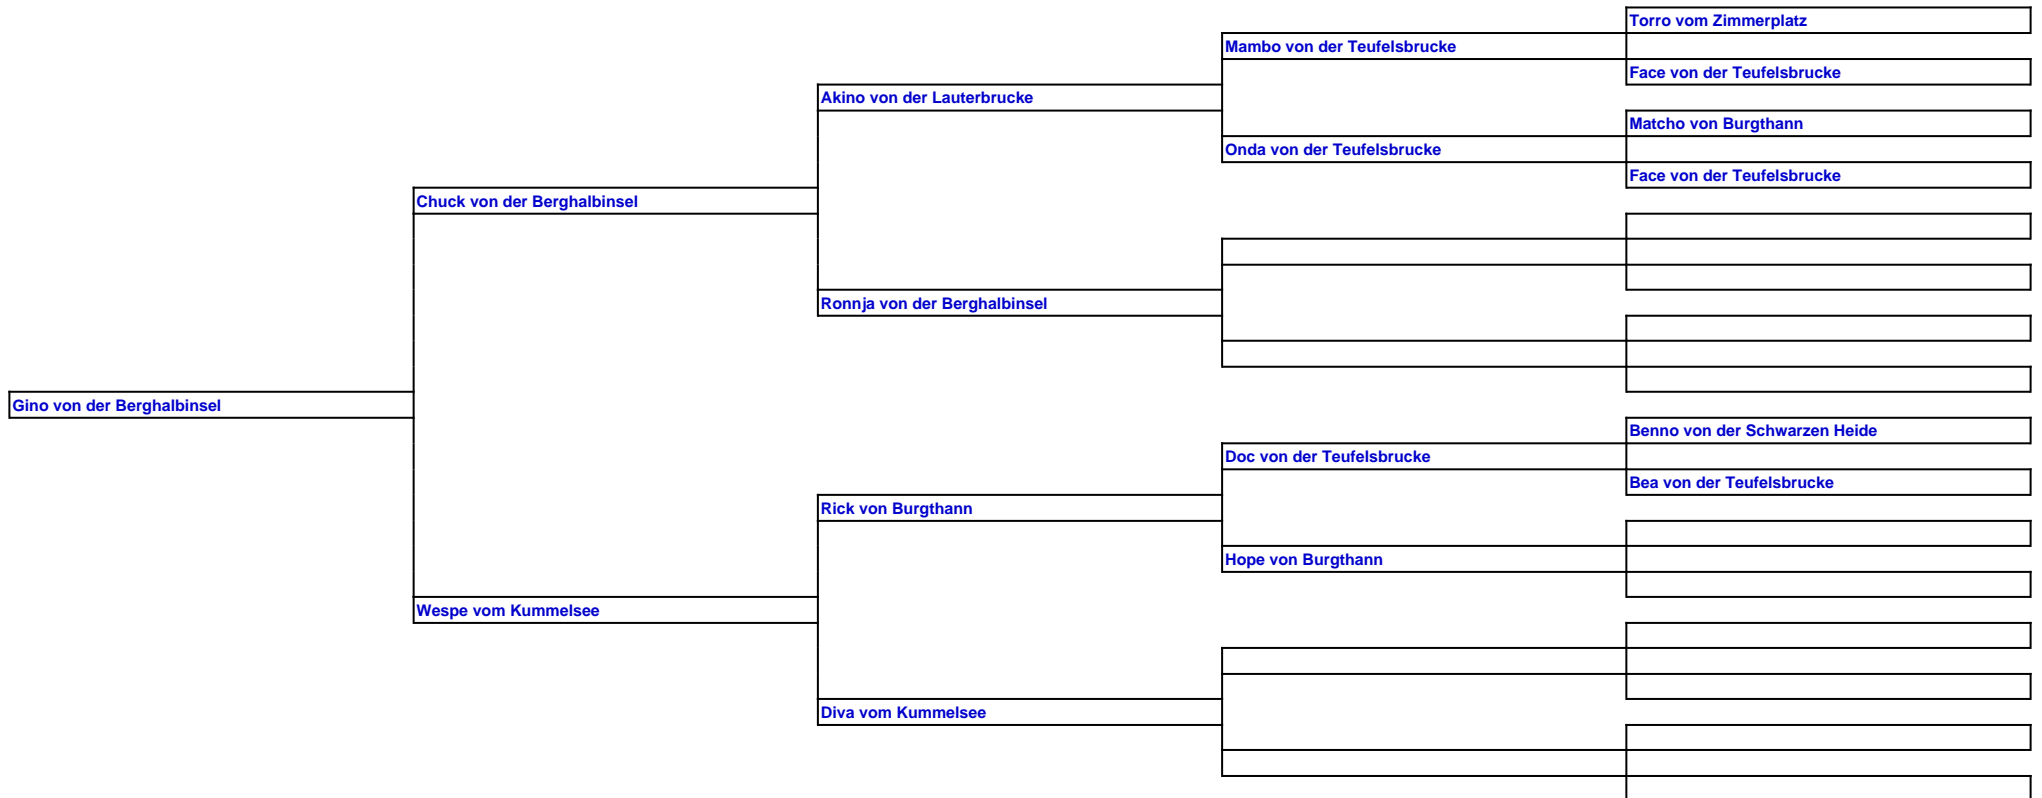 Torro vom Zimmerplatz
Mambo von der Teufelsbrucke
Face von der Teufelsbrucke
Akino von der Lauterbrucke
Matcho von Burgthann
Onda von der Teufelsbrucke
Face von der Teufelsbrucke
Chuck von der Berghalbinsel
Ronnja von der Berghalbinsel
Gino von der Berghalbinsel
Benno von der Schwarzen Heide
Doc von der Teufelsbrucke
Bea von der Teufelsbrucke
Rick von Burgthann
Hope von Burgthann
Wespe vom Kummelsee
Diva vom Kummelsee